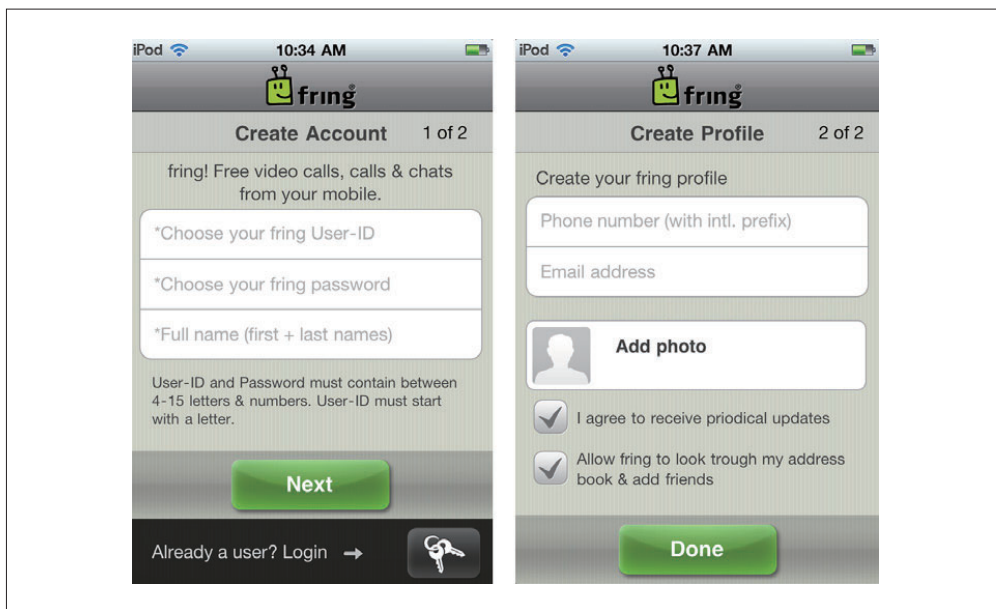 iPod 10:34 AM
fring
Create Account 1 of 2
fring! Free video calls, calls & chats
from your mobile.
*Choose your fring User-ID
*Choose your fring password
*Full name (first + last names)
User-ID and Password must contain between
4-15 letters & numbers. User-ID must start
with a letter.
Next
Already a user? Login →
iPod 10:37 AM
fring
Create Profile 2 of 2
Create your fring profile
Phone number (with intl. prefix)
Email address
Add photo
I agree to receive priodical updates
Allow fring to look trough my address
book & add friends
Done